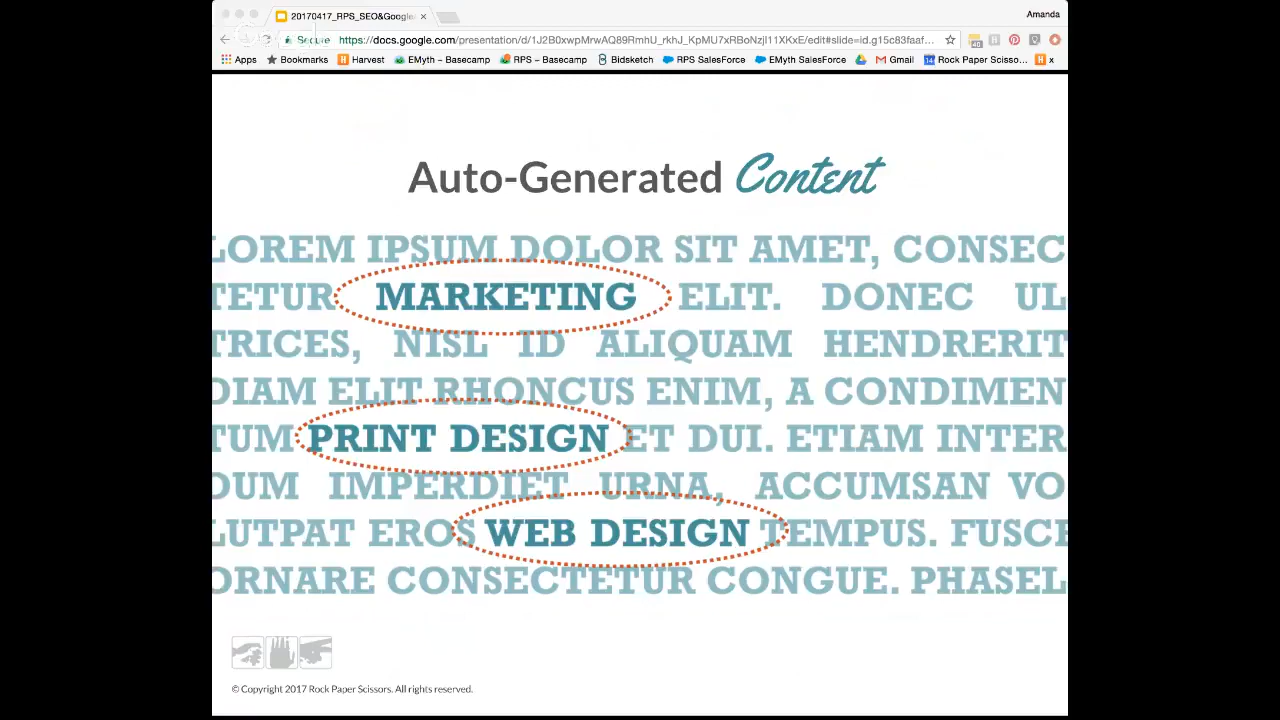 20170417_RPS_SEO&Google
Amanda
Secure https://docs.google.com/presentation/d/1J2B0xwpMrwAQ89RmhU_rkhJ_KpMU7xRBoNzjl11XKxE/edit#slide=id.g15c83faaf...
Apps Bookmarks Harvest EMyth – Basecamp RPS – Basecamp Bidsketch RPS SalesForce EMyth SalesForce Gmail Rock Paper Scisso... x
Auto-Generated Content
LOREM IPSUM DOLOR SIT AMET, CONSEC
TETUR MARKETING ELIT. DONEC UL
TRICES, NISL ID ALIQUAM HENDRERIT
DIAM ELIT RHONCUS ENIM, A CONDIMEN
TUM PRINT DESIGN ET DUI. ETIAM INTER
DUM IMPERDIET URNA, ACCUMSAN VO
LUTPAT EROS WEB DESIGN TEMPUS. FUSCE
ORNARE CONSECTETUR CONGUE. PHASEL
© Copyright 2017 Rock Paper Scissors. All rights reserved.